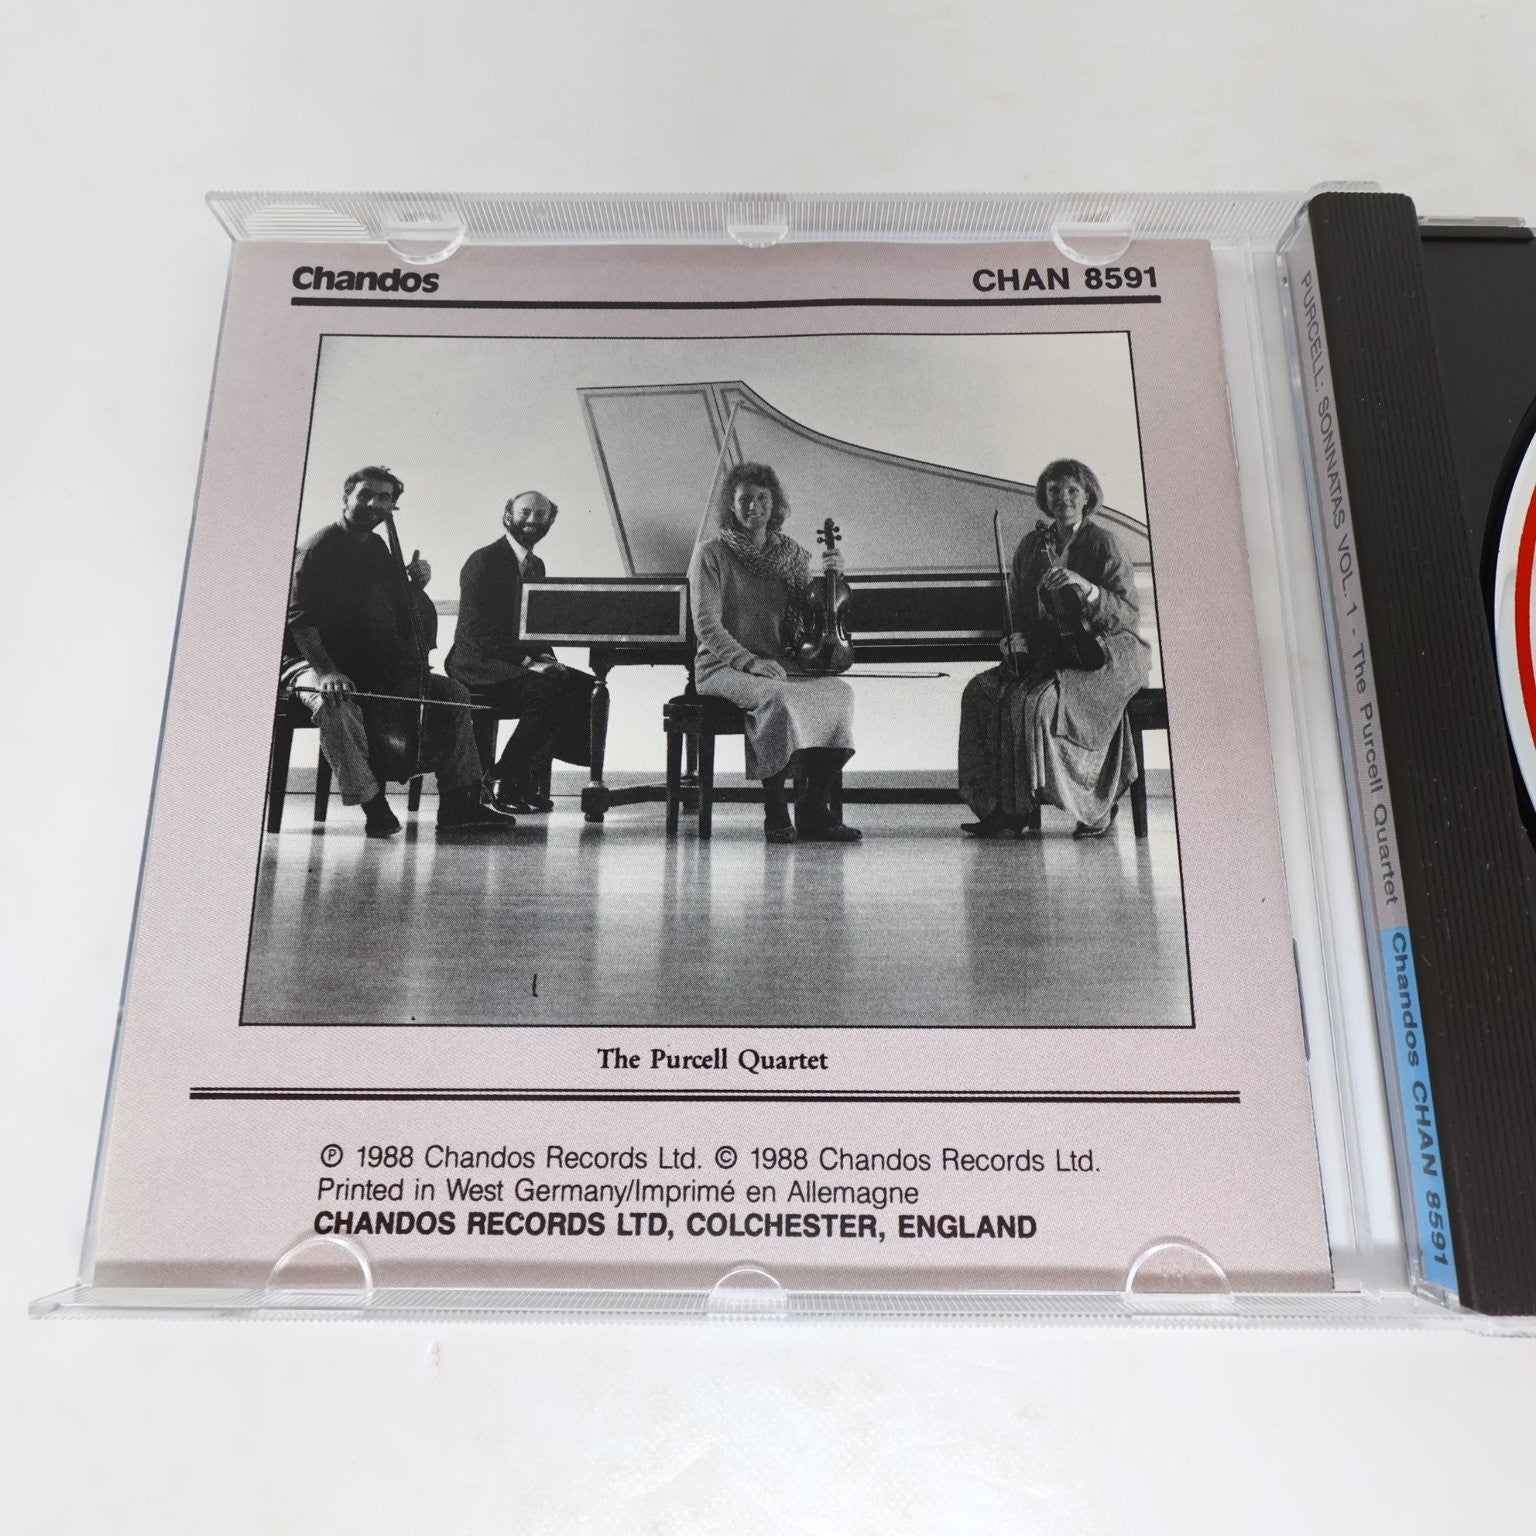 Chandos
CHAN 8591
The Purcell Quartet
℗ 1988 Chandos Records Ltd. © 1988 Chandos Records Ltd.
Printed in West Germany/Imprimé en Allemagne
CHANDOS RECORDS LTD, COLCHESTER, ENGLAND
PURCELL: SONNATAS VOL. 1 - The Purcell Quartet Chandos CHAN 8591